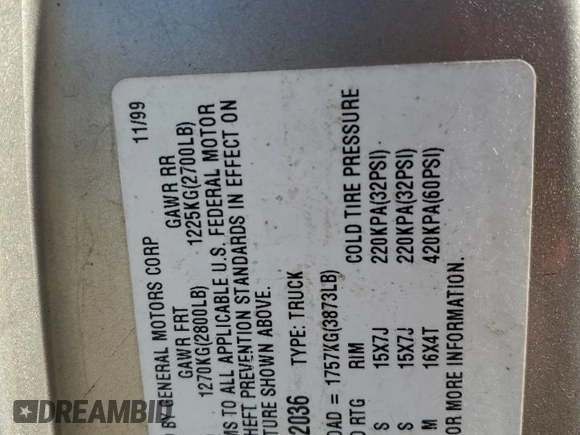 D BY GENERAL MOTORS CORP 11/99
GAWR FRT GAWR RR
1270KG(2800LB) 1225KG(2700LB)
MS TO ALL APPLICABLE U.S. FEDERAL MOTOR
HEFT PREVENTION STANDARDS IN EFFECT ON
TURE SHOWN ABOVE.
2036 TYPE: TRUCK
OAD = 1757KG(3873LB)
D RTG RIM COLD TIRE PRESSURE
S 15X7J 220KPA(32PSI)
S 15X7J 220KPA(32PSI)
M 16X4T 420KPA(60PSI)
OR MORE INFORMATION.
DREAMBID